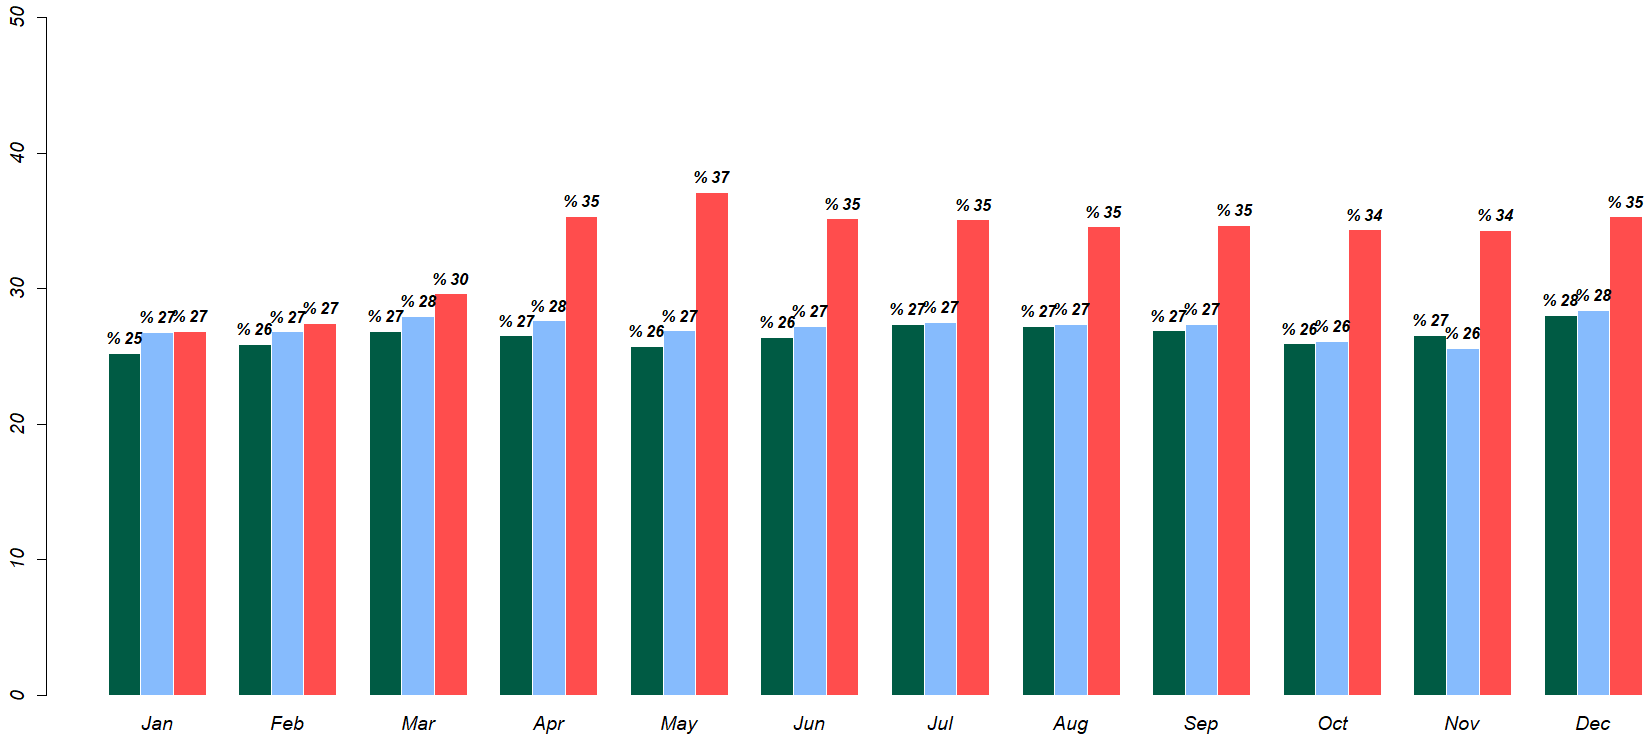 50
40
30
20
10
0
% 25 % 27 % 27
% 26 % 27 % 27
% 27 % 28 % 30
% 27 % 28 % 35
% 26 % 27 % 37
% 26 % 27 % 35
% 27 % 27 % 35
% 27 % 27 % 35
% 27 % 27 % 35
% 26 % 26 % 34
% 27 % 26 % 34
% 28 % 28 % 35
Jan Feb Mar Apr May Jun Jul Aug Sep Oct Nov Dec